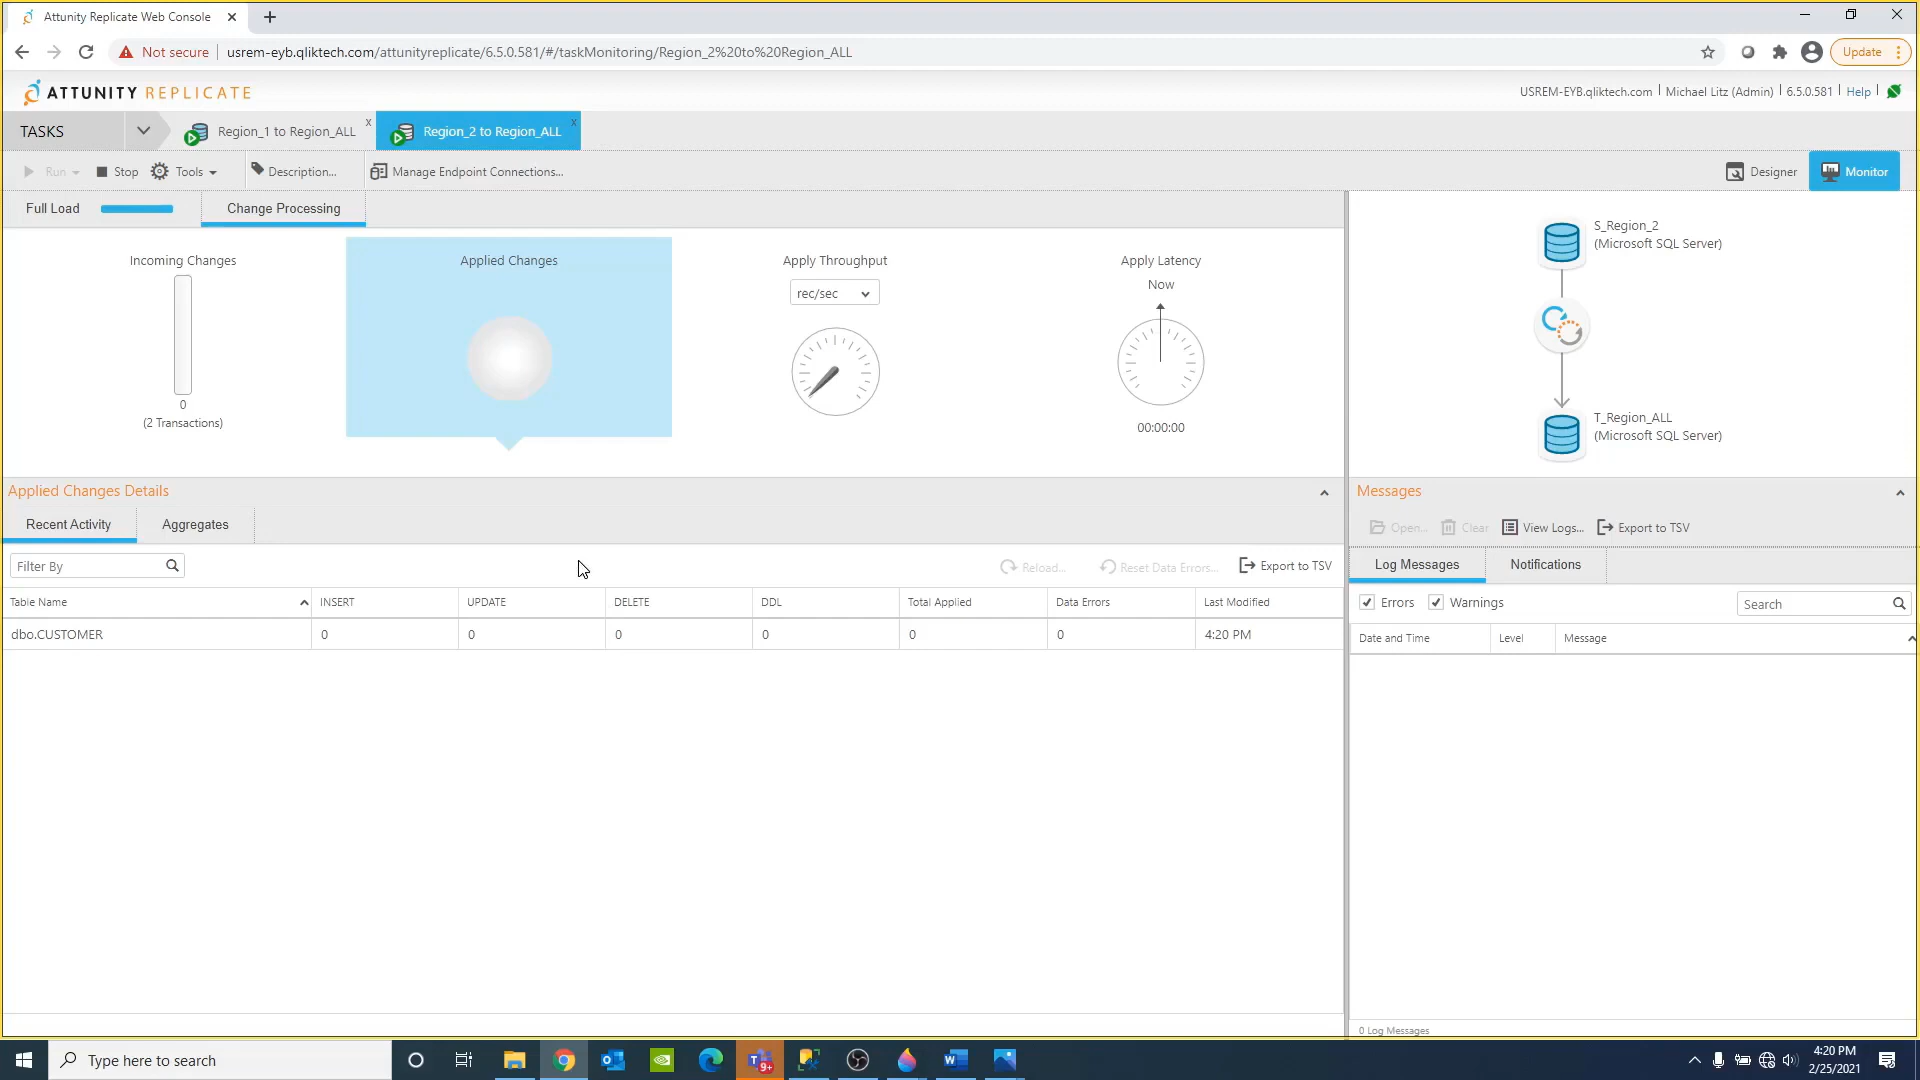 Attunity Replicate Web Console
Not secure usrem-eyb.qliktech.com/attunityreplicate/6.5.0.581/#/taskMonitoring/Region_2%20to%20Region_ALL
Update
ATTUNITY REPLICATE
USREM-EYB.qliktech.com Michael Litz (Admin) 6.5.0.581 Help
TASKS Region_1 to Region_ALL x Region_2 to Region_ALL x
Run Stop Tools Description... Manage Endpoint Connections... Designer Monitor
Full Load Change Processing
Incoming Changes
0
(2 Transactions)
Applied Changes
Apply Throughput
rec/sec
Apply Latency
Now
00:00:00
S_Region_2
(Microsoft SQL Server)
T_Region_ALL
(Microsoft SQL Server)
Applied Changes Details
Recent Activity Aggregates
Filter By Reload... Reset Data Errors... Export to TSV
Table Name INSERT UPDATE DELETE DDL Total Applied Data Errors Last Modified
dbo.CUSTOMER 0 0 0 0 0 0 4:20 PM
Messages
Open... Clear View Logs... Export to TSV
Log Messages Notifications
Errors Warnings Search
Date and Time Level Message
0 Log Messages
Type here to search
9+
4:20 PM
2/25/2021